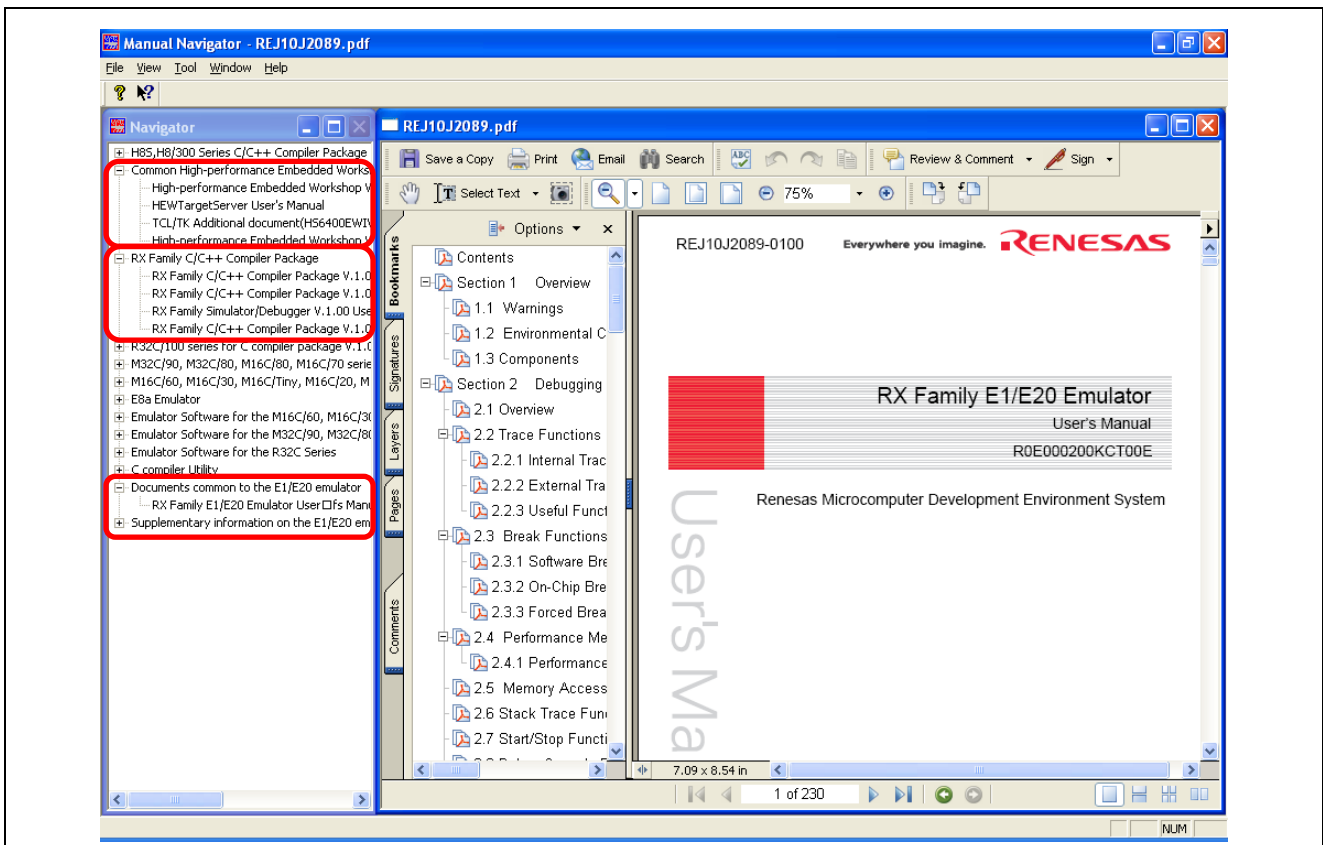 Manual Navigator - REJ10J2089.pdf
File View Tool Window Help
Navigator
H8S,H8/300 Series C/C++ Compiler Package
Common High-performance Embedded Works
High-performance Embedded Workshop V
HEWTargetServer User's Manual
TCL/TK Additional document(HS6400EWIW
High-performance Embedded Workshop V
RX Family C/C++ Compiler Package
RX Family C/C++ Compiler Package V.1.0
RX Family C/C++ Compiler Package V.1.0
RX Family Simulator/Debugger V.1.00 Use
RX Family C/C++ Compiler Package V.1.0
R32C/100 series for C compiler package V.1.0
M32C/90, M32C/80, M16C/80, M16C/70 serie
M16C/60, M16C/30, M16C/Tiny, M16C/20, M
E8a Emulator
Emulator Software for the M16C/60, M16C/30
Emulator Software for the M32C/90, M32C/80
Emulator Software for the R32C Series
C compiler Utility
Documents common to the E1/E20 emulator
RX Family E1/E20 Emulator User□fs Manu
Supplementary information on the E1/E20 em
REJ10J2089.pdf
Save a Copy Print Email Search Review & Comment Sign
Select Text 75%
Bookmarks
Signatures
Layers
Pages
Comments
Options x
Contents
Section 1 Overview
1.1 Warnings
1.2 Environmental C
1.3 Components
Section 2 Debugging
2.1 Overview
2.2 Trace Functions
2.2.1 Internal Trac
2.2.2 External Tra
2.2.3 Useful Funct
2.3 Break Functions
2.3.1 Software Bre
2.3.2 On-Chip Bre
2.3.3 Forced Brea
2.4 Performance Me
2.4.1 Performance
2.5 Memory Access
2.6 Stack Trace Fun
2.7 Start/Stop Functi
REJ10J2089-0100 Everywhere you imagine. RENESAS
RX Family E1/E20 Emulator
User's Manual
R0E000200KCT00E
Renesas Microcomputer Development Environment System
User's Ma
7.09 x 8.54 in
1 of 230
NUM